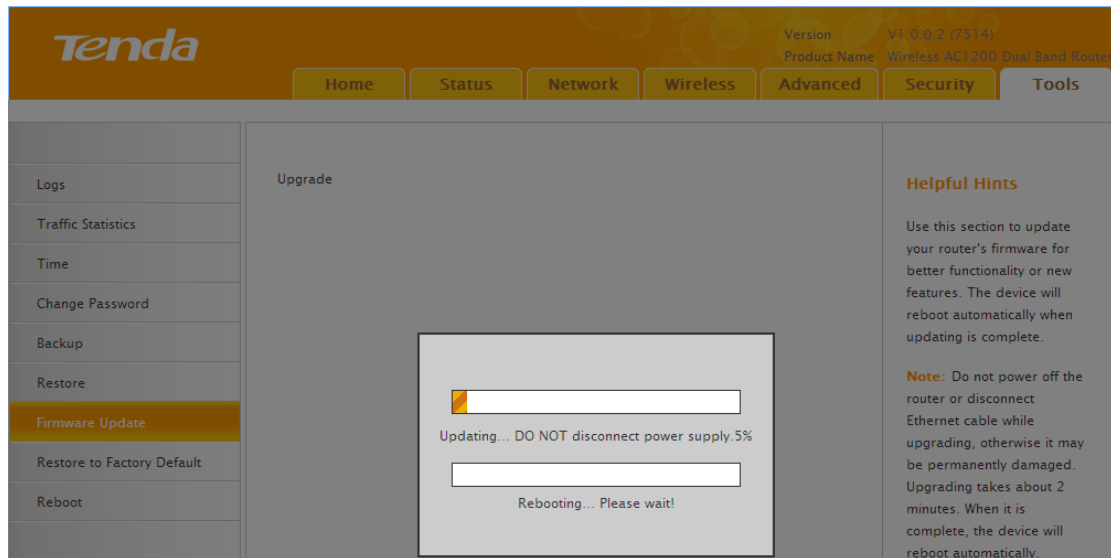 Tenda
Version V1.0.0.2 (7514)
Product Name Wireless AC1200 Dual Band Router
Home Status Network Wireless Advanced Security Tools
Logs
Traffic Statistics
Time
Change Password
Backup
Restore
Firmware Update
Restore to Factory Default
Reboot
Upgrade
Updating... DO NOT disconnect power supply.5%
Rebooting... Please wait!
Helpful Hints
Use this section to update
your router's firmware for
better functionality or new
features. The device will
reboot automatically when
updating is complete.
Note: Do not power off the
router or disconnect
Ethernet cable while
upgrading, otherwise it may
be permanently damaged.
Upgrading takes about 2
minutes. When it is
complete, the device will
reboot automatically.